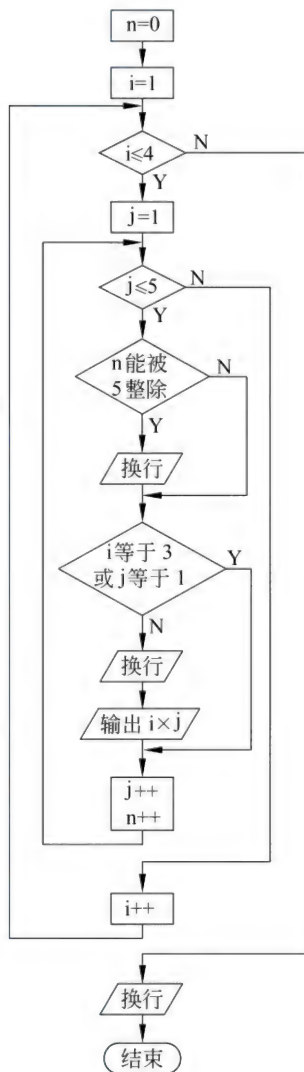 n=0
i=1
i≤4
N
Y
j=1
j≤5
N
Y
n能被
5整除
N
Y
换行
i等于3
或j等于1
Y
N
换行
输出 i×j
j++
n++
i++
换行
结束